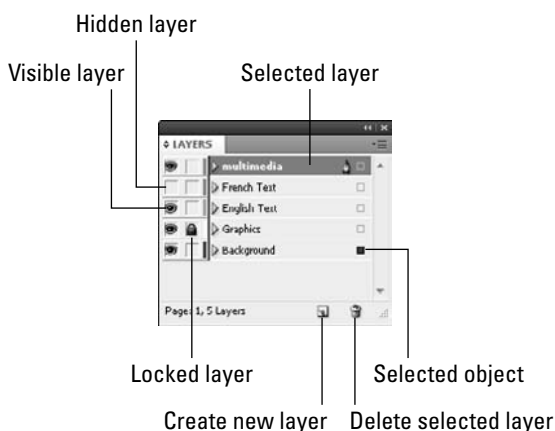 Hidden layer
Visible layer
Selected layer
LAYERS
multimedia
French Text
English Text
Graphics
Background
Page: 1, 5 Layers
Locked layer
Selected object
Create new layer
Delete selected layer